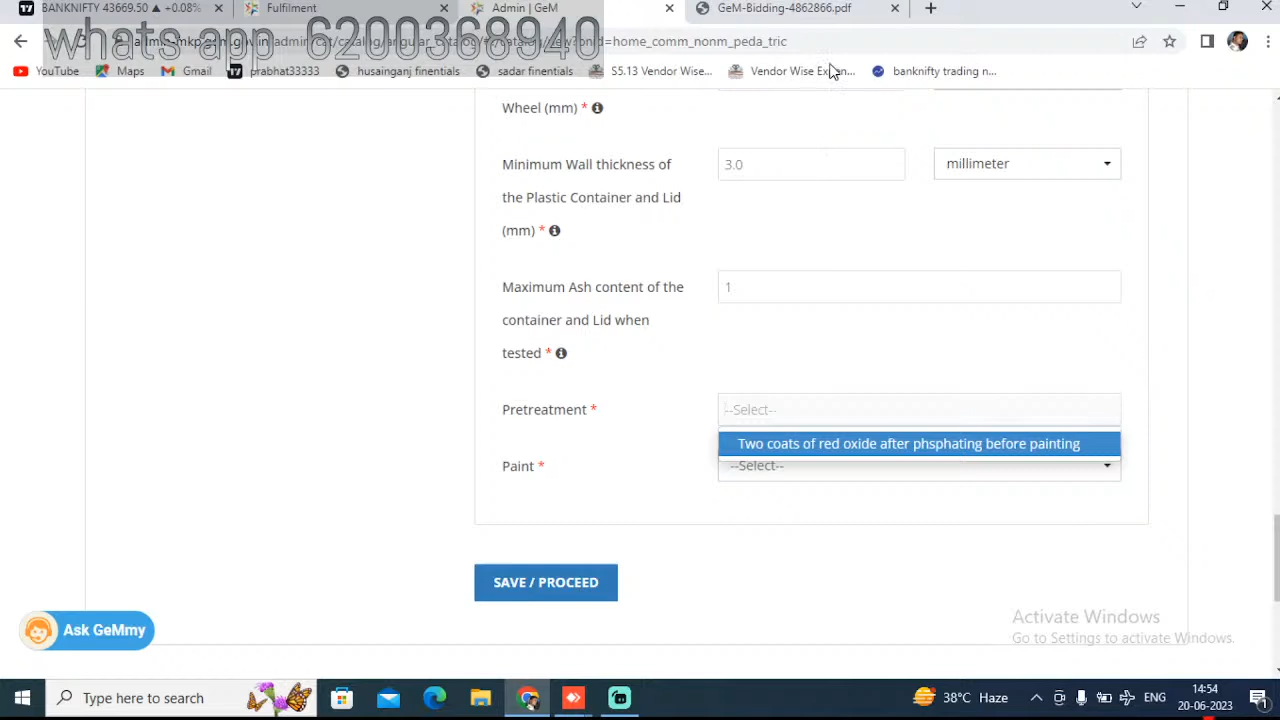 BANKNIFTY 43669.50 ▲ +0.08%
Fulfilment
Admin | GeM
GeM-Bidding-4862866.pdf
whats app 6200368940
YouTube
Maps
Gmail
prabhat33333
husainganj finentials
sadar finentials
S5.13 Vendor Wise...
Vendor Wise Expen...
banknifty trading n...
Wheel (mm) *
Minimum Wall thickness of
the Plastic Container and Lid
(mm) *
3.0
millimeter
Maximum Ash content of the
container and Lid when
tested *
1
Pretreatment *
--Select--
Two coats of red oxide after phsphating before painting
Paint *
--Select--
SAVE / PROCEED
Ask GeMmy
Activate Windows
Go to Settings to activate Windows.
Type here to search
38°C Haze
ENG
14:54
20-06-2023
1